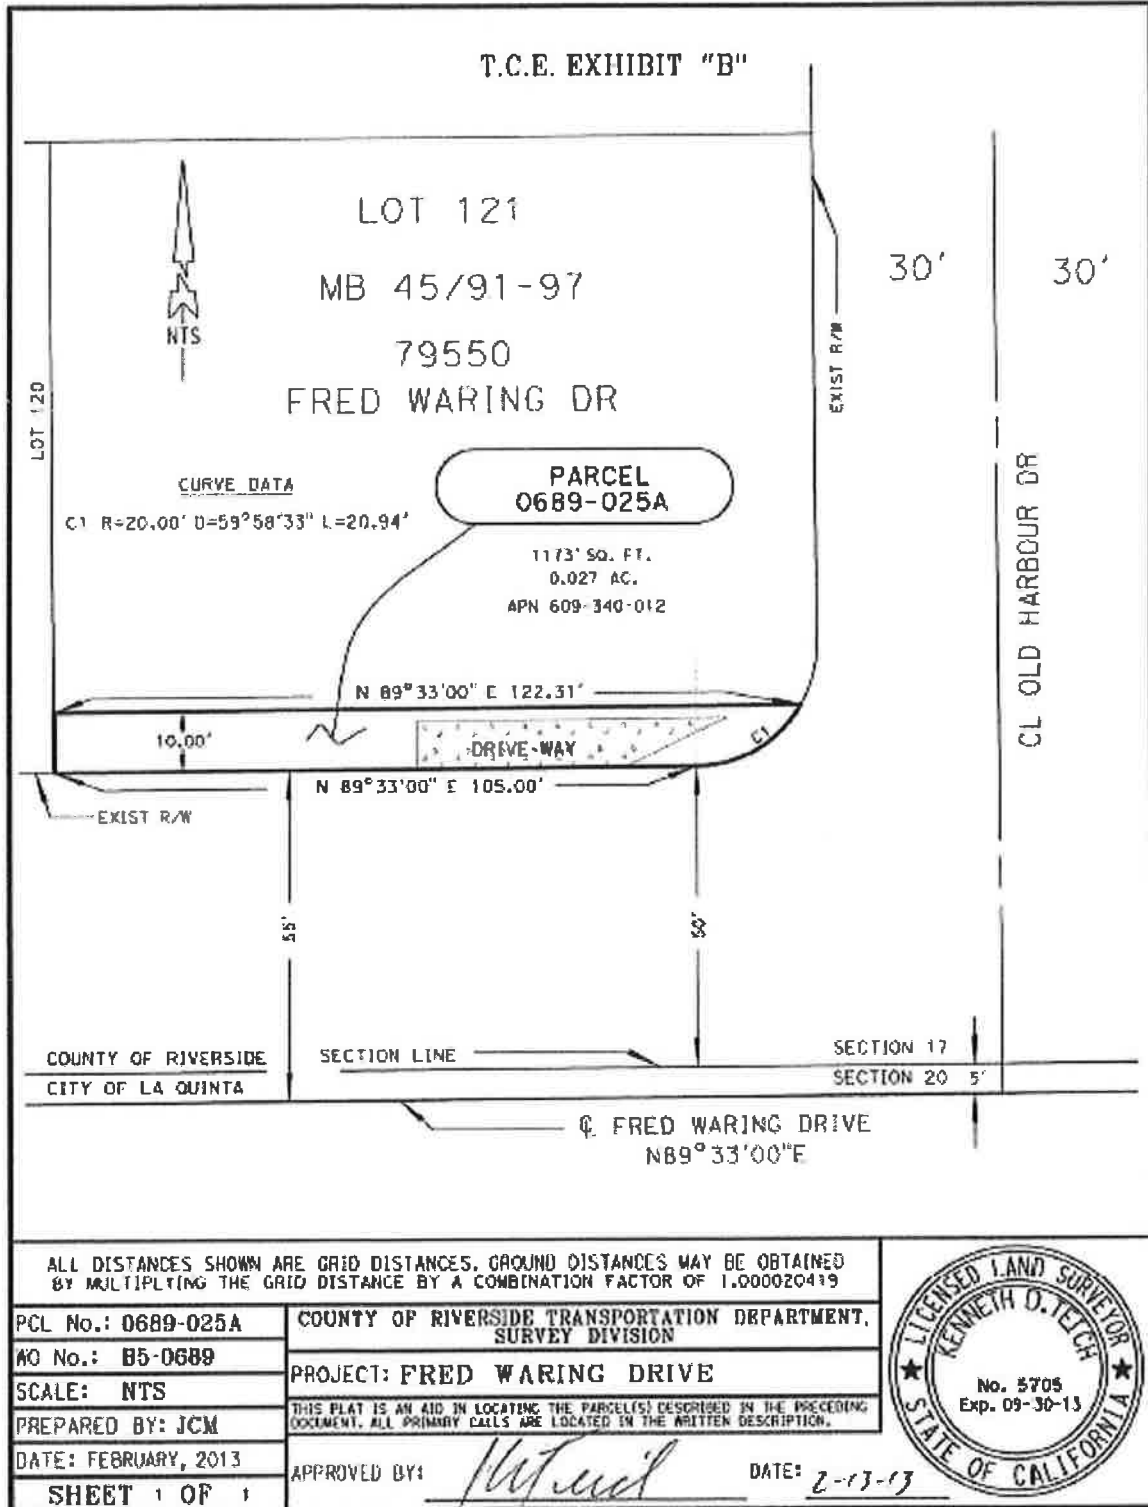 T.C.E. EXHIBIT "B"
LOT 121
MB 45/91-97
79550
FRED WARING DR
NTS
LOT 120
30'
30'
EXIST R/W
CURVE DATA
C1 R=20.00' D=59°58'33" L=20.94'
PARCEL
0689-025A
1173' SQ. FT.
0.027 AC.
APN 609-340-012
CL OLD HARBOUR DR
N 89°33'00" E 122.31'
10.00'
DRIVE-WAY
C1
N 89°33'00" E 105.00'
EXIST R/W
55'
50'
COUNTY OF RIVERSIDE
CITY OF LA QUINTA
SECTION LINE
SECTION 17
SECTION 20 5'
℄ FRED WARING DRIVE
N89°33'00"E
ALL DISTANCES SHOWN ARE GRID DISTANCES. GROUND DISTANCES MAY BE OBTAINED
BY MULTIPLYING THE GRID DISTANCE BY A COMBINATION FACTOR OF 1.000020419
PCL No.: 0689-025A
WO No.: B5-0689
SCALE: NTS
PREPARED BY: JCM
DATE: FEBRUARY, 2013
SHEET 1 OF 1
COUNTY OF RIVERSIDE TRANSPORTATION DEPARTMENT,
SURVEY DIVISION
PROJECT: FRED WARING DRIVE
THIS PLAT IS AN AID IN LOCATING THE PARCEL(S) DESCRIBED IN THE PRECEDING
DOCUMENT. ALL PRIMARY CALLS ARE LOCATED IN THE WRITTEN DESCRIPTION.
APPROVED BY:
DATE: 2-13-13
LICENSED LAND SURVEYOR
KENNETH D. TEICH
No. 5705
Exp. 09-30-13
STATE OF CALIFORNIA